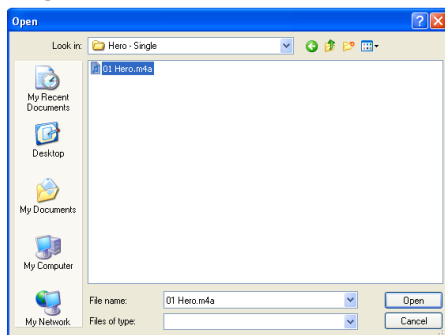 Open
Look in:
Hero - Single
01 Hero.m4a
My Recent
Documents
Desktop
My Documents
My Computer
My Network
File name:
01 Hero.m4a
Open
Files of type:
Cancel